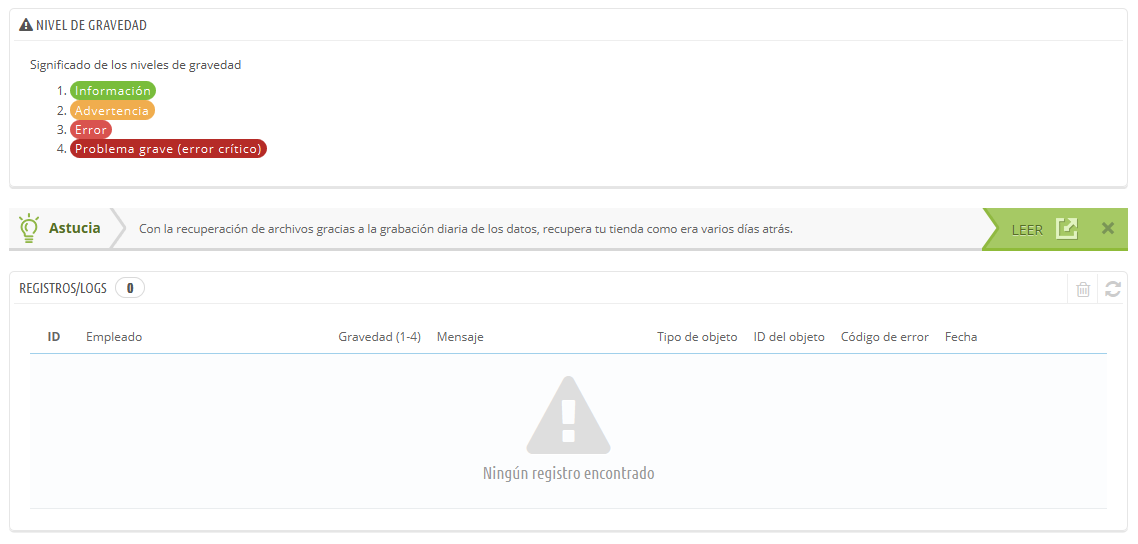 NIVEL DE GRAVEDAD
Significado de los niveles de gravedad
1. Información
2. Advertencia
3. Error
4. Problema grave (error crítico)
Astucia Con la recuperación de archivos gracias a la grabación diaria de los datos, recupera tu tienda como era varios días atrás. LEER
REGISTROS/LOGS 0
ID Empleado Gravedad (1-4) Mensaje Tipo de objeto ID del objeto Código de error Fecha
Ningún registro encontrado